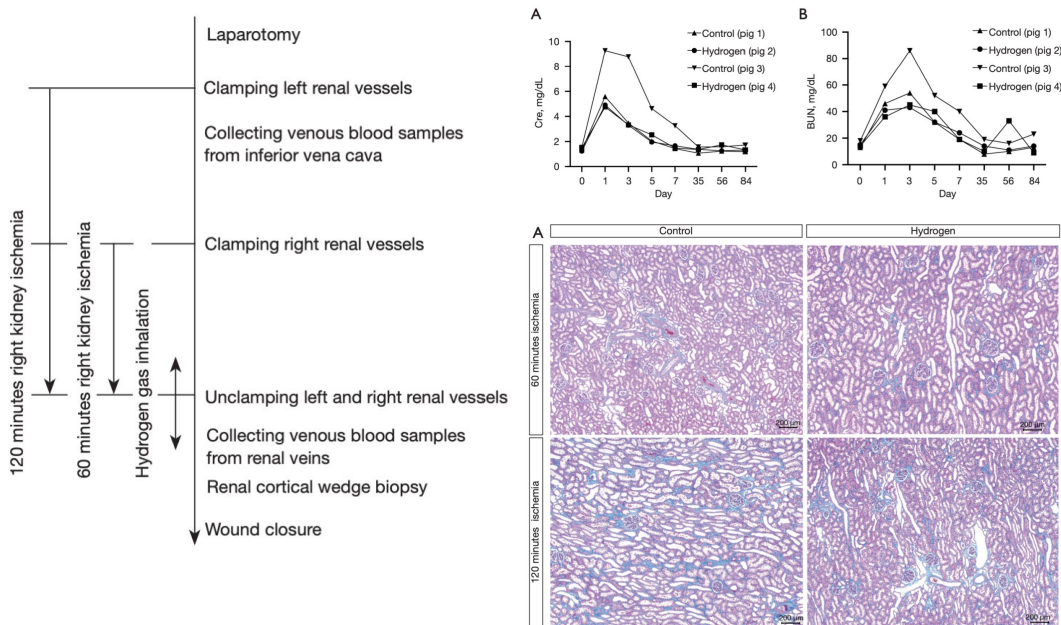 Laparotomy
Clamping left renal vessels
Collecting venous blood samples
from inferior vena cava
Clamping right renal vessels
Unclamping left and right renal vessels
Collecting venous blood samples
from renal veins
Renal cortical wedge biopsy
Wound closure
120 minutes right kidney ischemia
60 minutes right kidney ischemia
Hydrogen gas inhalation
A
Cre, mg/dL
10
8
6
4
2
0
0 1 3 5 7 35 56 84
Day
Control (pig 1)
Hydrogen (pig 2)
Control (pig 3)
Hydrogen (pig 4)
B
BUN, mg/dL
100
80
60
40
20
0
0 1 3 5 7 35 56 84
Day
Control (pig 1)
Hydrogen (pig 2)
Control (pig 3)
Hydrogen (pig 4)
A
Control
Hydrogen
60 minutes ischemia
200 µm
200 µm
120 minutes ischemia
200 µm
200 µm